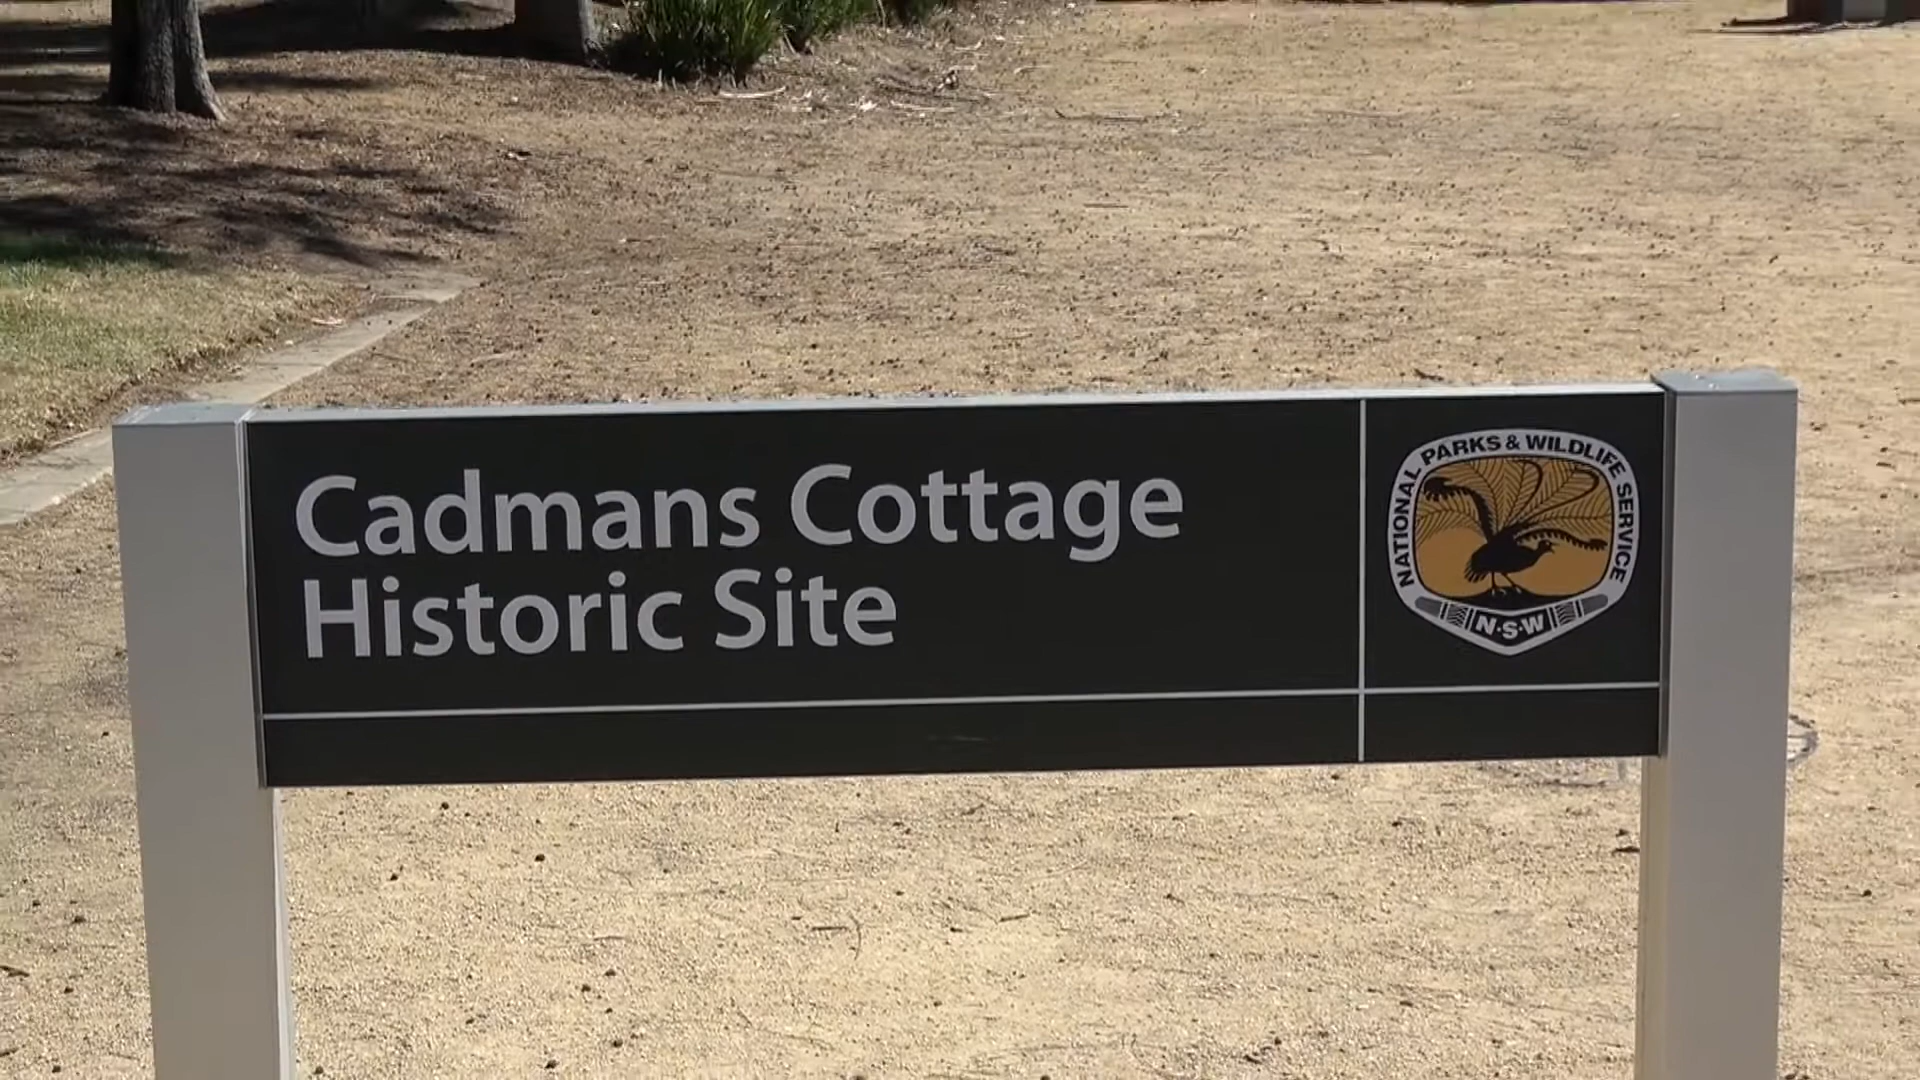 Cadmans Cottage
Historic Site
NATIONAL PARKS & WILDLIFE SERVICE
N·S·W